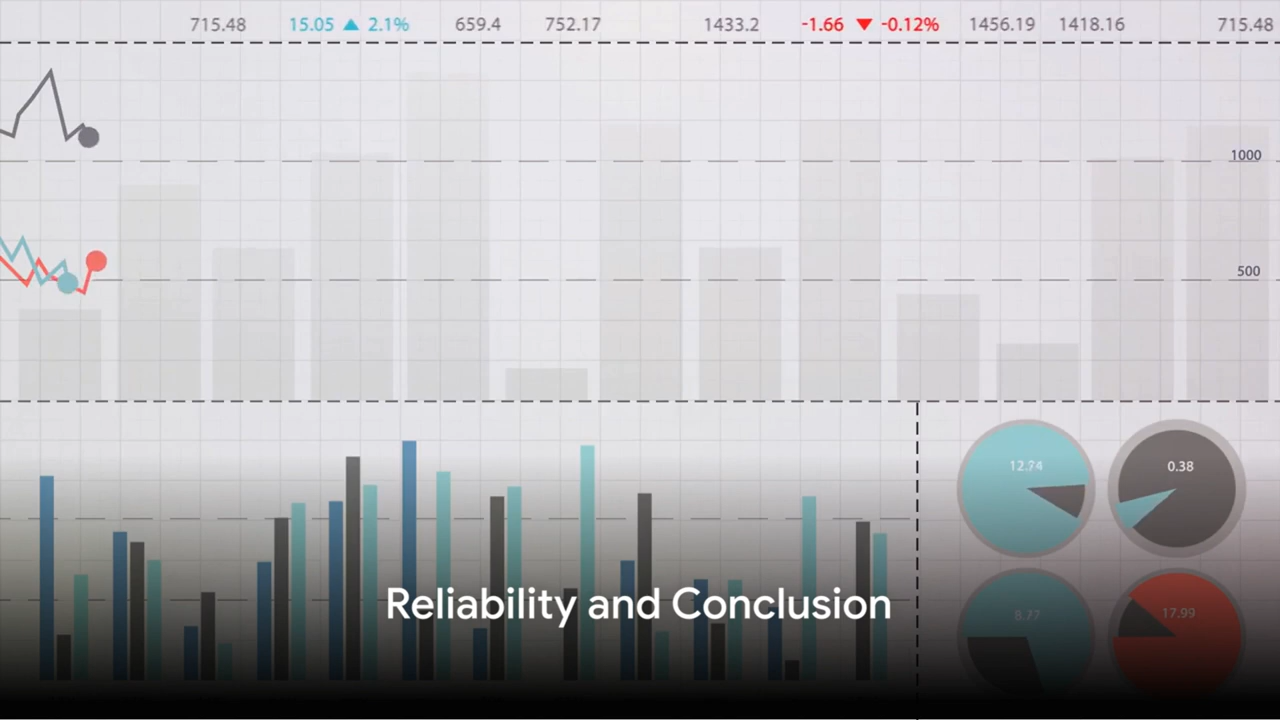 715.48 15.05 ▲ 2.1% 659.4 752.17 1433.2 -1.66 ▼ -0.12% 1456.19 1418.16 715.48
1000
500
12.74 0.38
8.77 17.99
Reliability and Conclusion